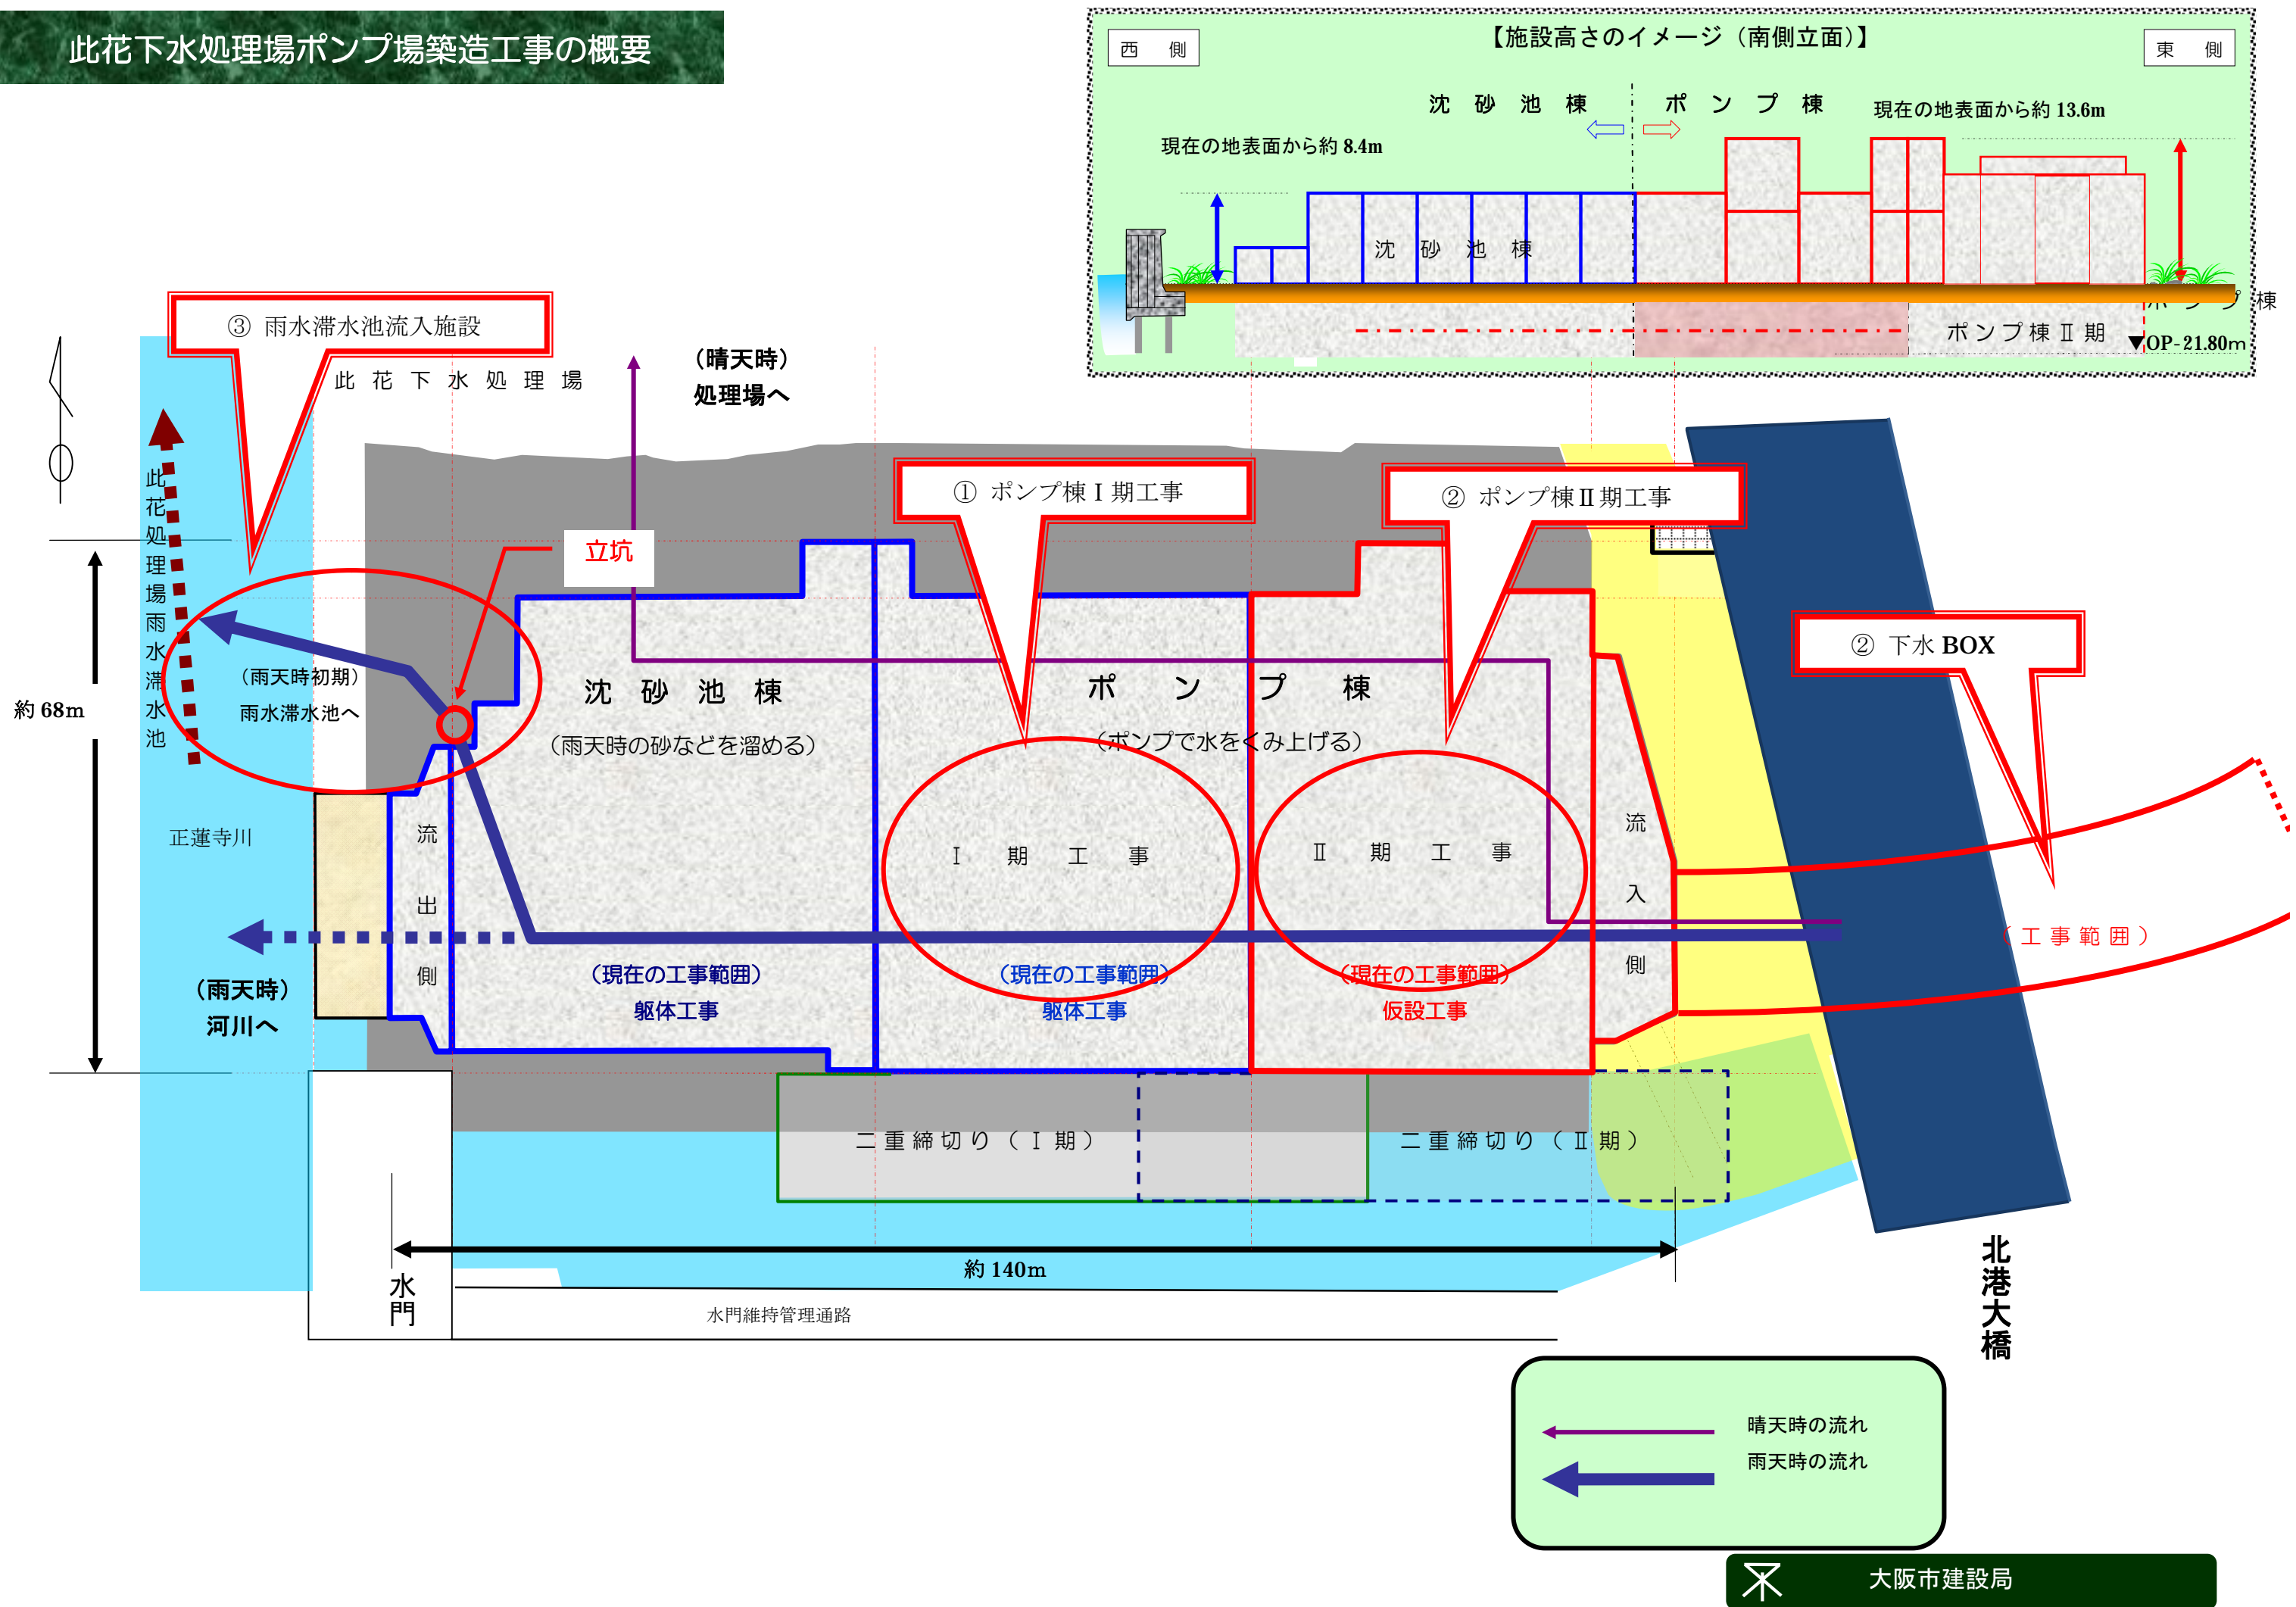 此花下水処理場ポンプ場築造工事の概要
【施設高さのイメージ（南側立面）】
西 側
東 側
沈 砂 池 棟
ポ ン プ 棟
現在の地表面から約 13.6m
現在の地表面から約 8.4m
沈 砂 池 棟
ポ ン プ 棟
ポンプ棟Ⅱ期
▼OP-21.80m
③ 雨水滞水池流入施設
此 花 下 水 処 理 場
（晴天時）
処理場へ
① ポンプ棟Ⅰ期工事
② ポンプ棟Ⅱ期工事
立坑
此花処理場雨水滞水池
② 下水 BOX
（雨天時初期）
雨水滞水池へ
約 68m
沈 砂 池 棟
（雨天時の砂などを溜める）
ポ ン プ 棟
（ポンプで水をくみ上げる）
正蓮寺川
流出側
Ⅰ 期 工 事
Ⅱ 期 工 事
流入側
（工事範囲）
（現在の工事範囲）
躯体工事
（現在の工事範囲）
躯体工事
（現在の工事範囲）
仮設工事
（雨天時）
河川へ
二重締切り（Ⅰ期）
二重締切り（Ⅱ期）
約 140m
水門
水門維持管理通路
北港大橋
晴天時の流れ
雨天時の流れ
大阪市建設局